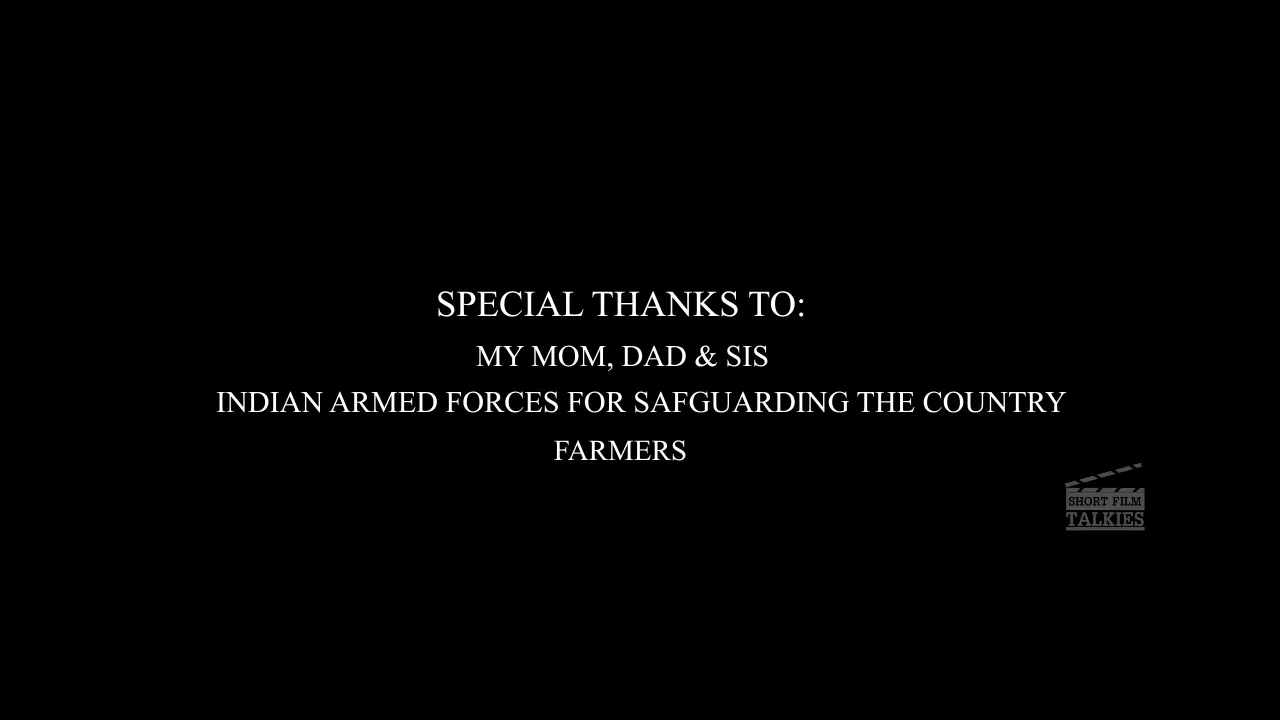 SPECIAL THANKS TO:
MY MOM, DAD & SIS
INDIAN ARMED FORCES FOR SAFGUARDING THE COUNTRY
FARMERS
SHORT FILM
TALKIES